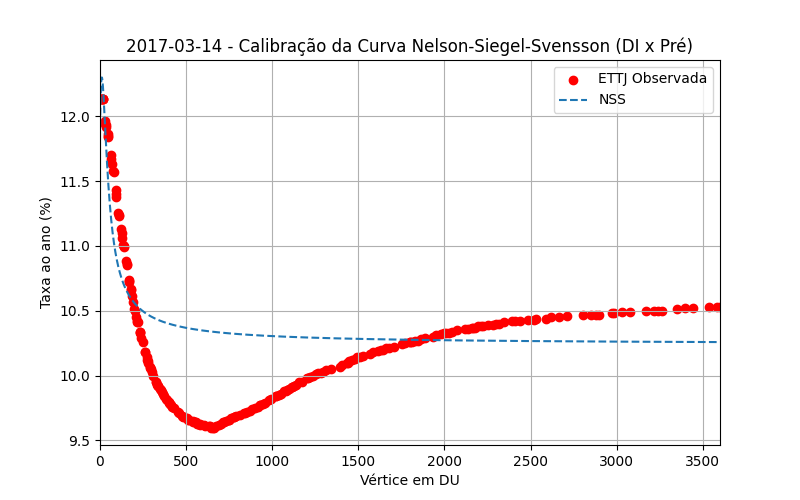 2017-03-14 - Calibração da Curva Nelson-Siegel-Svensson (DI x Pré)
ETTJ Observada
NSS
Taxa ao ano (%)
12.0
11.5
11.0
10.5
10.0
9.5
0 500 1000 1500 2000 2500 3000 3500
Vértice em DU